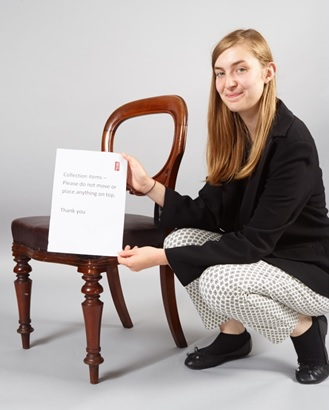 Collection items –
Please do not move or
place anything on top.
Thank you